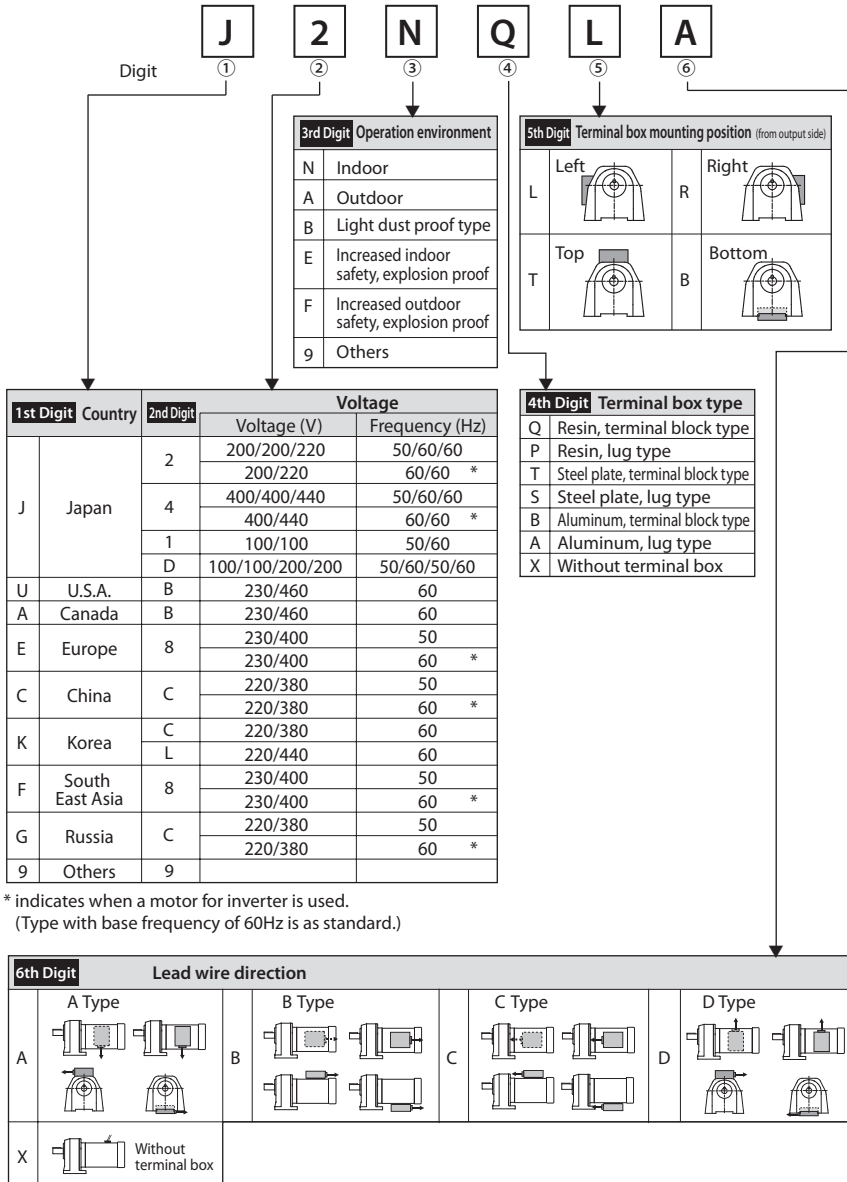 J 2 N Q L A
Digit ① ② ③ ④ ⑤ ⑥
3rd Digit Operation environment
N Indoor
A Outdoor
B Light dust proof type
E Increased indoor
safety, explosion proof
F Increased outdoor
safety, explosion proof
9 Others
5th Digit Terminal box mounting position (from output side)
L Left R Right
T Top B Bottom
1st Digit Country 2nd Digit Voltage
Voltage (V) Frequency (Hz)
J Japan 2 200/200/220 50/60/60
200/220 60/60 *
4 400/400/440 50/60/60
400/440 60/60 *
1 100/100 50/60
D 100/100/200/200 50/60/50/60
U U.S.A. B 230/460 60
A Canada B 230/460 60
E Europe 8 230/400 50
230/400 60 *
C China C 220/380 50
220/380 60 *
K Korea C 220/380 60
L 220/440 60
F South
East Asia 8 230/400 50
230/400 60 *
G Russia C 220/380 50
220/380 60 *
9 Others 9
4th Digit Terminal box type
Q Resin, terminal block type
P Resin, lug type
T Steel plate, terminal block type
S Steel plate, lug type
B Aluminum, terminal block type
A Aluminum, lug type
X Without terminal box
* indicates when a motor for inverter is used.
(Type with base frequency of 60Hz is as standard.)
6th Digit Lead wire direction
A A Type B B Type C C Type D D Type
X Without
terminal box